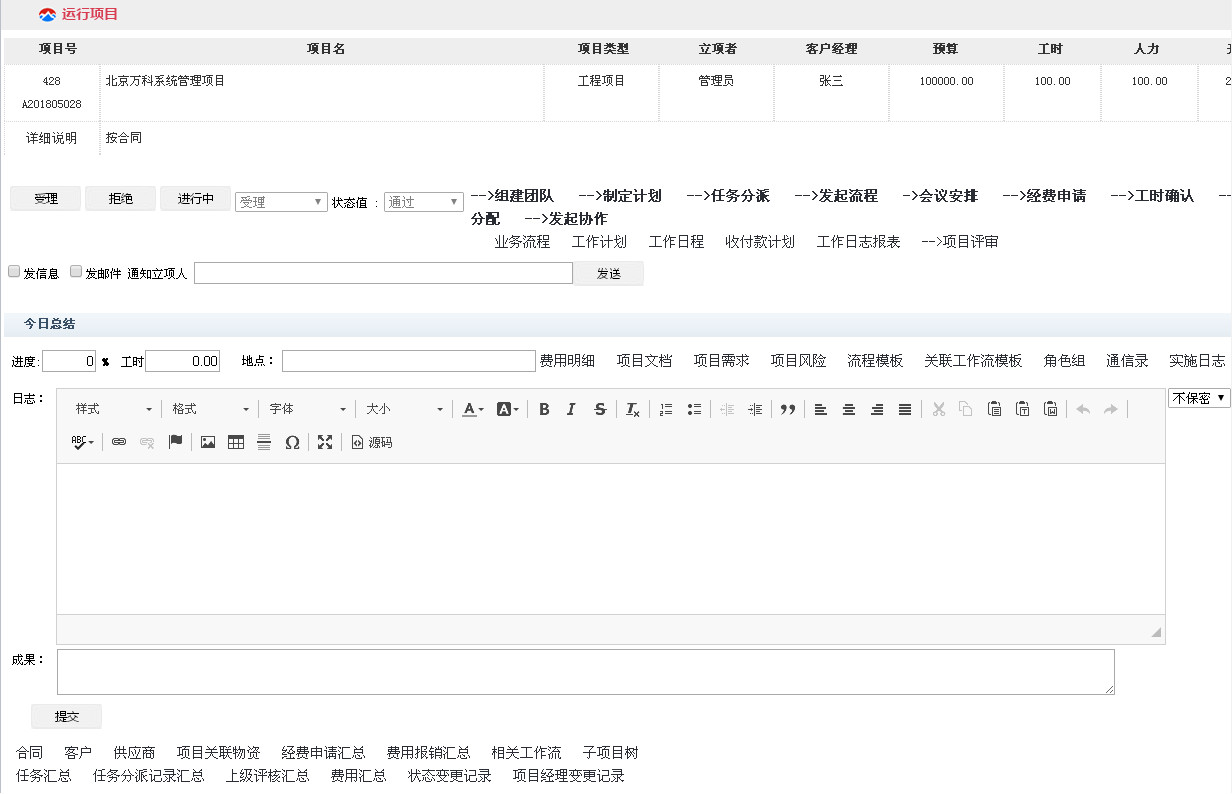 运行项目
项目号 项目名 项目类型 立项者 客户经理 预算 工时 人力
428 北京万科系统管理项目 工程项目 管理员 张三 100000.00 100.00 100.00 2
A201805028
详细说明 按合同
受理 拒绝 进行中 受理 状态值 : 通过 -->组建团队 -->制定计划 -->任务分派 -->发起流程 ->会议安排 -->经费申请 -->工时确认 --
分配 -->发起协作
业务流程 工作计划 工作日程 收付款计划 工作日志报表 -->项目评审
发信息 发邮件 通知立项人 发送
今日总结
进度: 0 % 工时 0.00 地点： 费用明细 项目文档 项目需求 项目风险 流程模板 关联工作流模板 角色组 通信录 实施日志
日志： 样式 格式 字体 大小 A A B I S Tx 不保密
ABC Ω 源码
成果：
提交
合同 客户 供应商 项目关联物资 经费申请汇总 费用报销汇总 相关工作流 子项目树
任务汇总 任务分派记录汇总 上级评核汇总 费用汇总 状态变更记录 项目经理变更记录